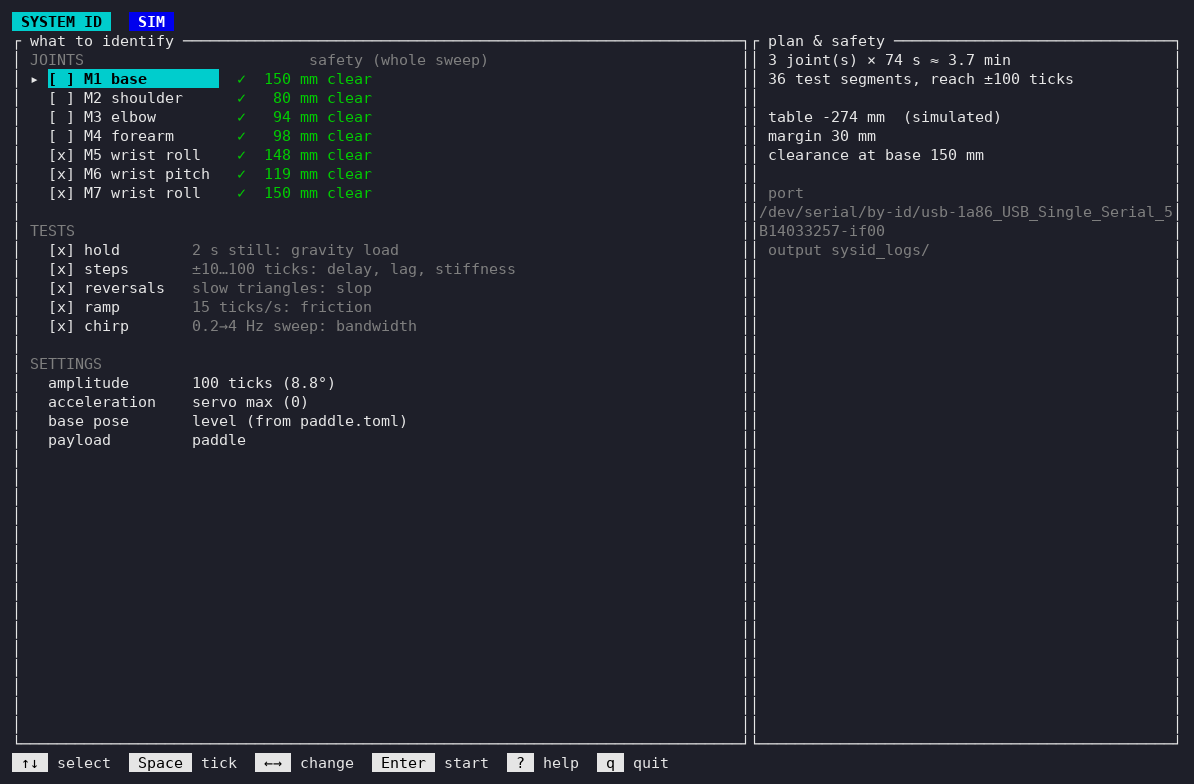 SYSTEM ID  SIM
what to identify
JOINTS  safety (whole sweep)
▸ [ ] M1 base  ✓  150 mm clear
[ ] M2 shoulder  ✓  80 mm clear
[ ] M3 elbow  ✓  94 mm clear
[ ] M4 forearm  ✓  98 mm clear
[x] M5 wrist roll  ✓  148 mm clear
[x] M6 wrist pitch  ✓  119 mm clear
[x] M7 wrist roll  ✓  150 mm clear
TESTS
[x] hold  2 s still: gravity load
[x] steps  ±10…100 ticks: delay, lag, stiffness
[x] reversals  slow triangles: slop
[x] ramp  15 ticks/s: friction
[x] chirp  0.2→4 Hz sweep: bandwidth
SETTINGS
amplitude  100 ticks (8.8°)
acceleration  servo max (0)
base pose  level (from paddle.toml)
payload  paddle
plan & safety
3 joint(s) × 74 s ≈ 3.7 min
36 test segments, reach ±100 ticks
table -274 mm  (simulated)
margin 30 mm
clearance at base 150 mm
port
/dev/serial/by-id/usb-1a86_USB_Single_Serial_5
B14033257-if00
output sysid_logs/
↑↓ select  Space tick  ←→ change  Enter start  ? help  q quit